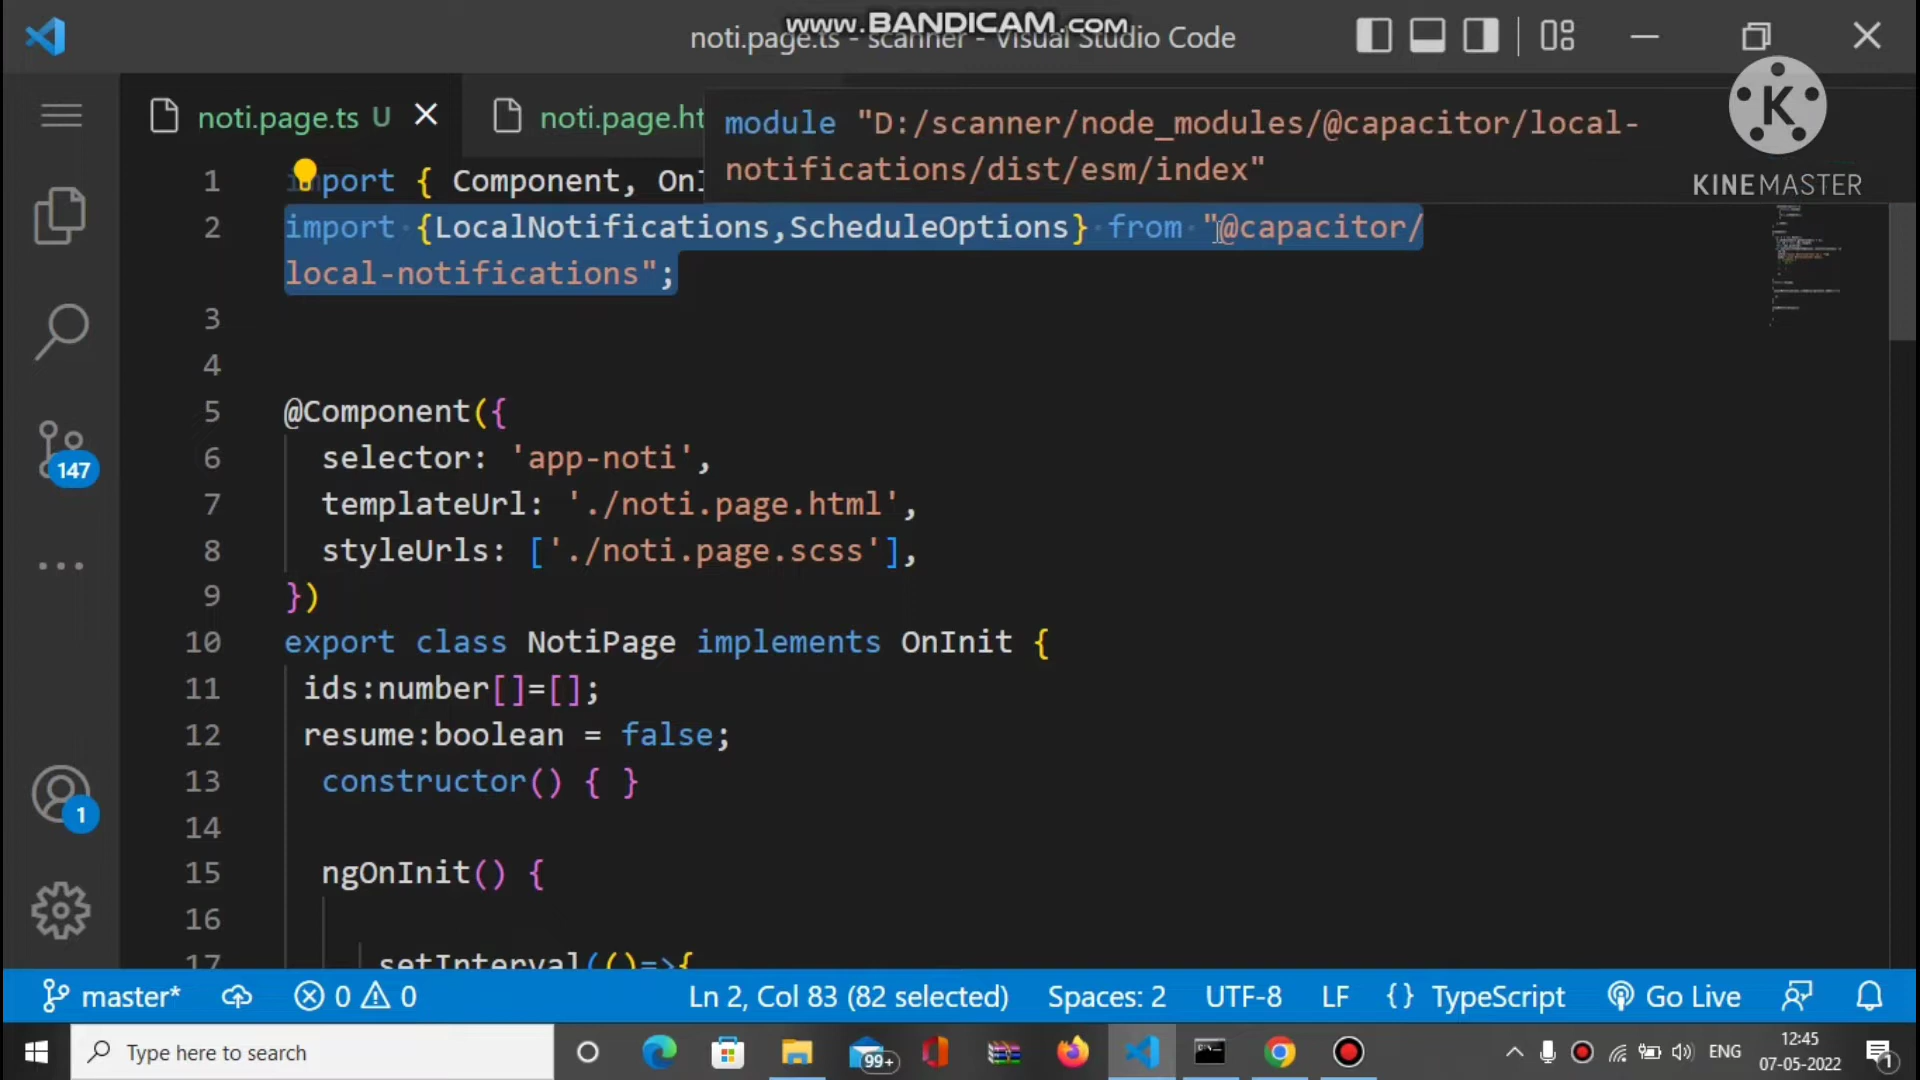 www.BANDICAM.com
noti.page.ts - scanner - Visual Studio Code
KINEMASTER
noti.page.ts U
noti.page.ht
module "D:/scanner/node_modules/@capacitor/local-
notifications/dist/esm/index"
1 import { Component, OnI
2 import {LocalNotifications,ScheduleOptions} from "@capacitor/
local-notifications";
3
4
5 @Component({
6 selector: 'app-noti',
7 templateUrl: './noti.page.html',
8 styleUrls: ['./noti.page.scss'],
9 })
10 export class NotiPage implements OnInit {
11 ids:number[]=[];
12 resume:boolean = false;
13 constructor() { }
14
15 ngOnInit() {
16
17 setInterval(()=>{
147
1
master* 0 0 Ln 2, Col 83 (82 selected) Spaces: 2 UTF-8 LF {} TypeScript Go Live
Type here to search
99+
ENG
12:45
07-05-2022
1